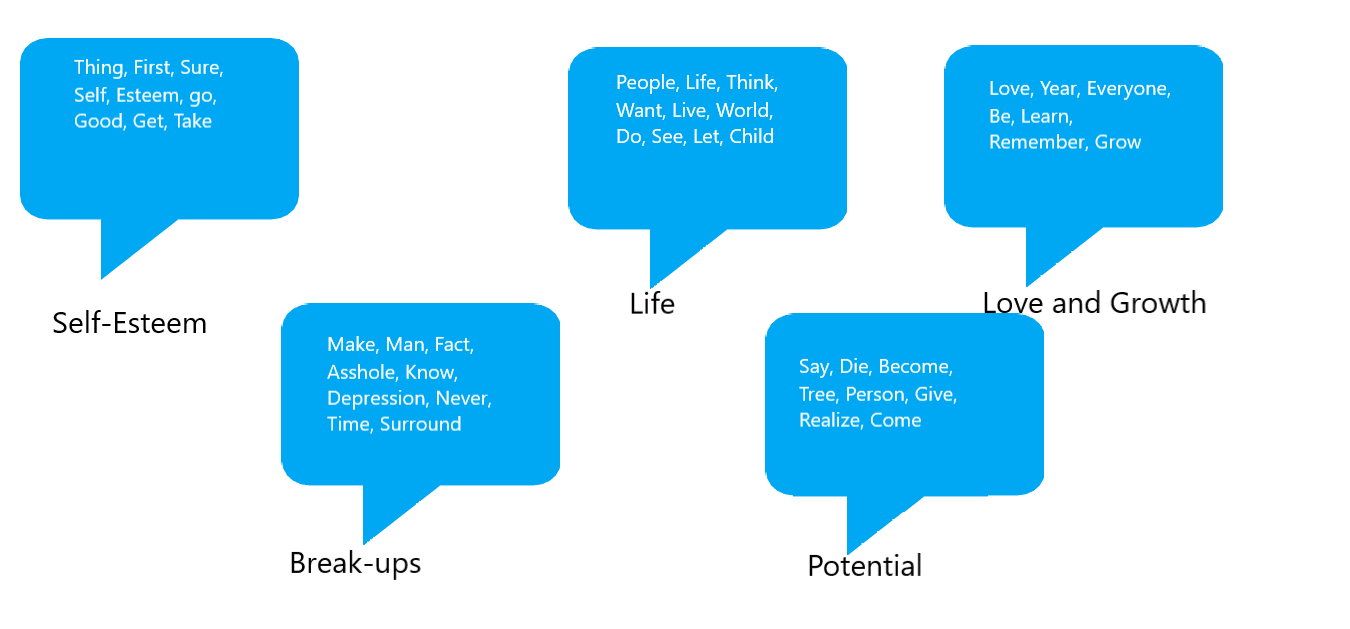 Thing, First, Sure,
Self, Esteem, go,
Good, Get, Take
Self-Esteem
People, Life, Think,
Want, Live, World,
Do, See, Let, Child
Life
Love, Year, Everyone,
Be, Learn,
Remember, Grow
Love and Growth
Make, Man, Fact,
Asshole, Know,
Depression, Never,
Time, Surround
Break-ups
Say, Die, Become,
Tree, Person, Give,
Realize, Come
Potential